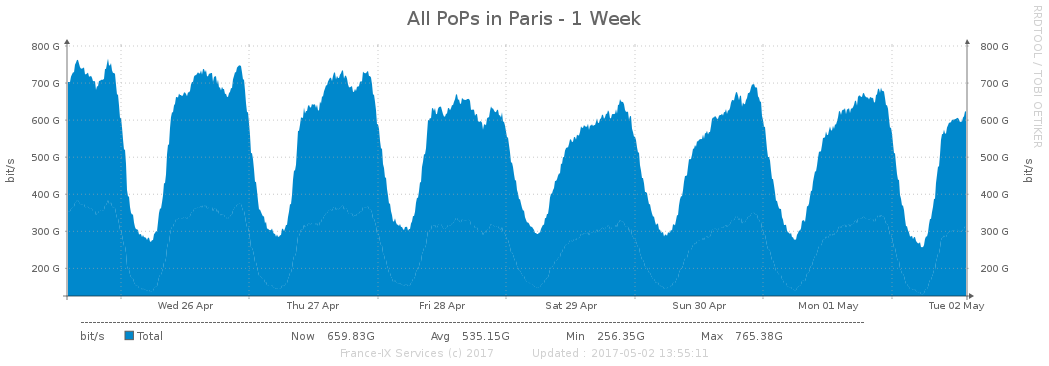 All PoPs in Paris - 1 Week
RRDTOOL / TOBI OETIKER
800 G 800 G
700 G 700 G
600 G 600 G
500 G 500 G
400 G 400 G
300 G 300 G
200 G 200 G
bit/s bit/s
Wed 26 Apr Thu 27 Apr Fri 28 Apr Sat 29 Apr Sun 30 Apr Mon 01 May Tue 02 May
bit/s Total Now 659.83G Avg 535.15G Min 256.35G Max 765.38G
France-IX Services (c) 2017 Updated : 2017-05-02 13:55:11